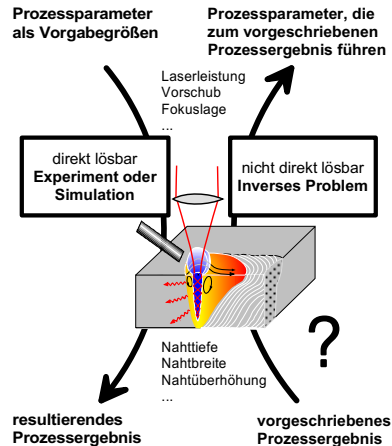 Prozessparameter
als Vorgabegrößen
Prozessparameter, die
zum vorgeschriebenen
Prozessergebnis führen
Laserleistung
Vorschub
Fokuslage
...
direkt lösbar
Experiment oder
Simulation
nicht direkt lösbar
Inverses Problem
?
Nahttiefe
Nahtbreite
Nahtüberhöhung
...
resultierendes
Prozessergebnis
vorgeschriebenes
Prozessergebnis